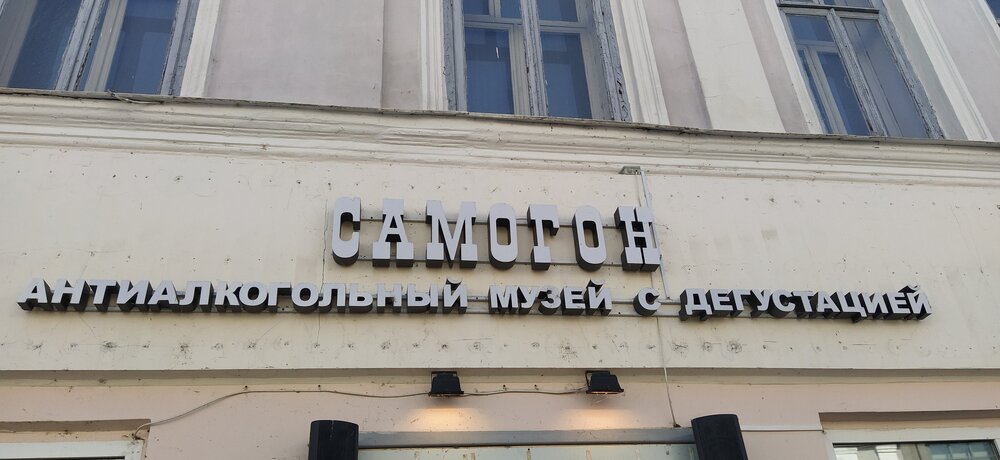 САМОГОН
АНТИАЛКОГОЛЬНЫЙ МУЗЕЙ С ДЕГУСТАЦИЕЙ